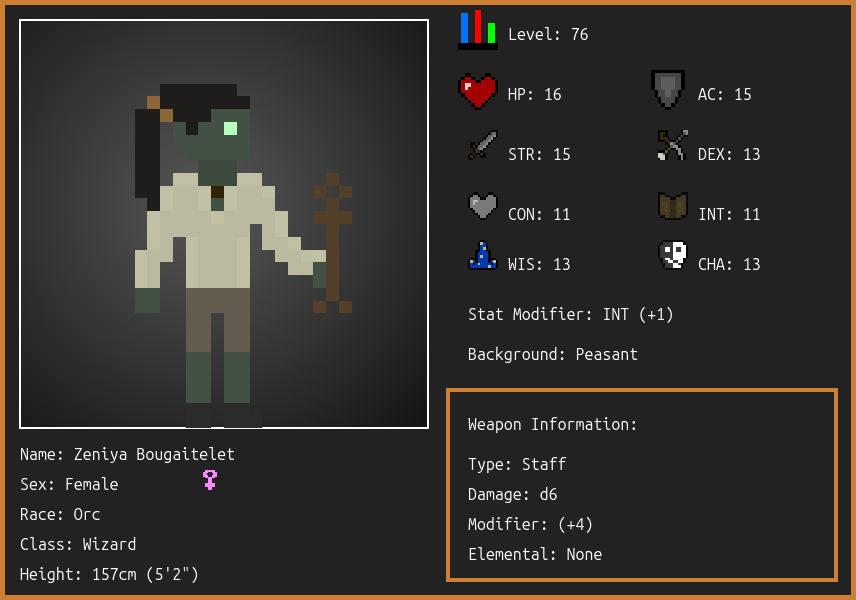 Level: 76
HP: 16
AC: 15
STR: 15
DEX: 13
CON: 11
INT: 11
WIS: 13
CHA: 13
Stat Modifier: INT (+1)
Background: Peasant
Weapon Information:
Type: Staff
Damage: d6
Modifier: (+4)
Elemental: None
Name: Zeniya Bougaitelet
Sex: Female
Race: Orc
Class: Wizard
Height: 157cm (5'2")